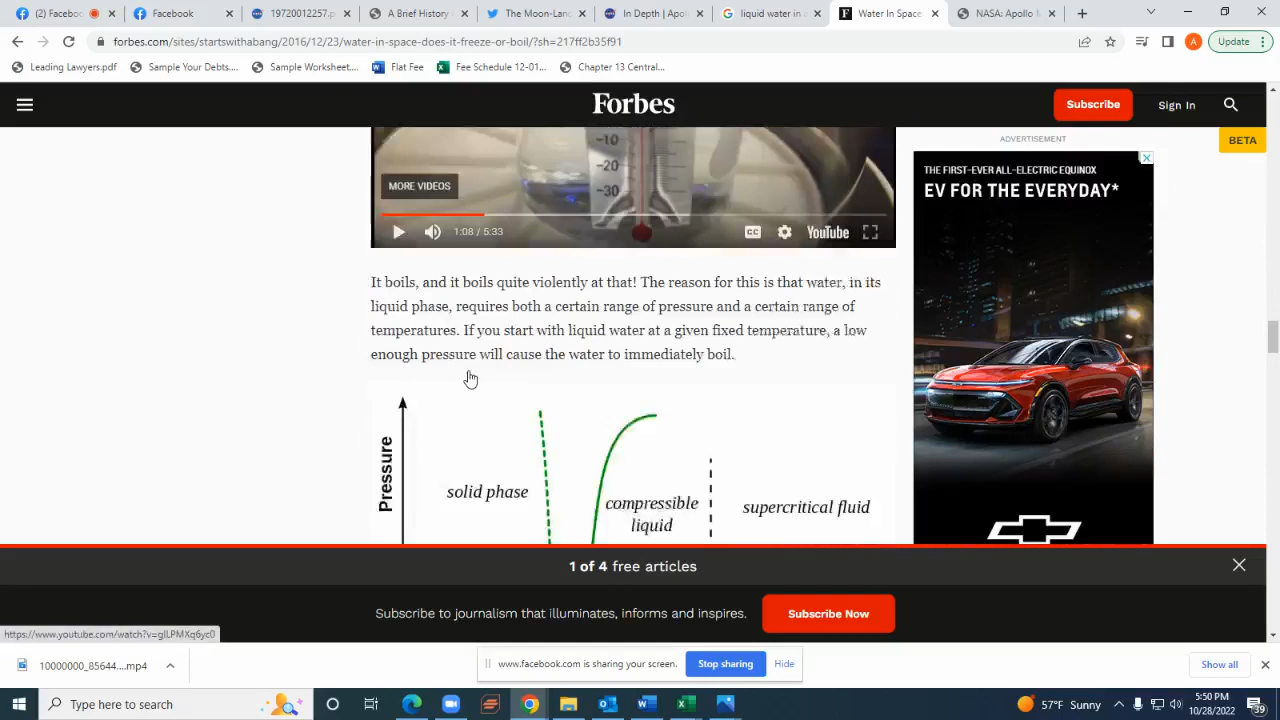 Facebook
Facebook
19720012257.p
A Brief History
The Moon-Lan
In Depth | Apol
liquid water in
Water In Space
NASA: Apollo
forbes.com/sites/startswithabang/2016/12/23/water-in-space-does-it-freeze-or-boil/?sh=217ff2b35f91
A
Update
Leading Lawyers.pdf
Sample Your Debts...
Sample Worksheet....
Flat Fee
Fee Schedule 12-01...
Chapter 13 Central...
Forbes
Subscribe
Sign In
ADVERTISEMENT
BETA
-10
-20
-30
MORE VIDEOS
1:08 / 5:33
CC
YouTube
THE FIRST-EVER ALL-ELECTRIC EQUINOX
EV FOR THE EVERYDAY*
It boils, and it boils quite violently at that! The reason for this is that water, in its
liquid phase, requires both a certain range of pressure and a certain range of
temperatures. If you start with liquid water at a given fixed temperature, a low
enough pressure will cause the water to immediately boil.
Pressure
solid phase
compressible
liquid
supercritical fluid
1 of 4 free articles
Subscribe to journalism that illuminates, informs and inspires.
Subscribe Now
https://www.youtube.com/watch?v=glLPMXq6yc0
10000000_85644....mp4
www.facebook.com is sharing your screen.
Stop sharing
Hide
Show all
Type here to search
57°F Sunny
5:50 PM
10/28/2022
39